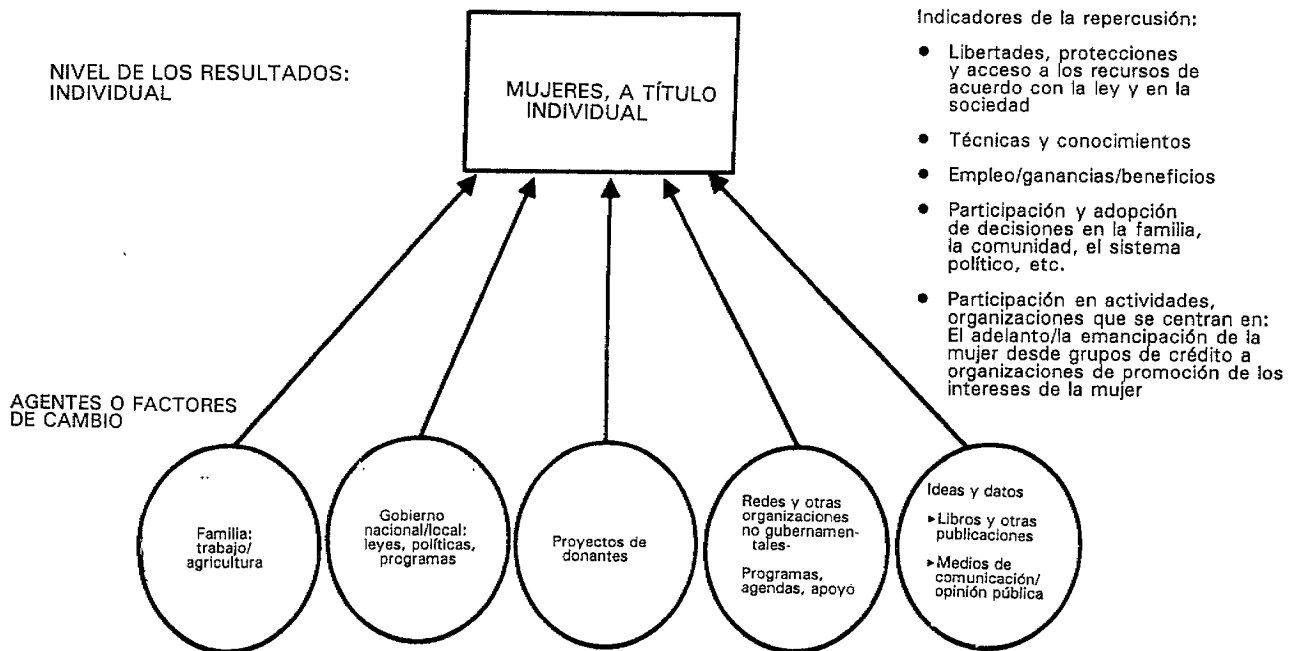 NIVEL DE LOS RESULTADOS:
INDIVIDUAL
MUJERES, A TÍTULO
INDIVIDUAL
Indicadores de la repercusión:
● Libertades, protecciones
y acceso a los recursos de
acuerdo con la ley y en la
sociedad
● Técnicas y conocimientos
● Empleo/ganancias/beneficios
● Participación y adopción
de decisiones en la familia,
la comunidad, el sistema
político, etc.
● Participación en actividades,
organizaciones que se centran en:
El adelanto/la emancipación de la
mujer desde grupos de crédito a
organizaciones de promoción de los
intereses de la mujer
AGENTES O FACTORES
DE CAMBIO
Familia:
trabajo/
agricultura
Gobierno
nacional/local:
leyes, políticas,
programas
Proyectos de
donantes
Redes y otras
organizaciones
no gubernamen-
tales-
Programas,
agendas, apoyó
Ideas y datos
►Libros y otras
publicaciones
►Medios de
comunicación/
opinión pública